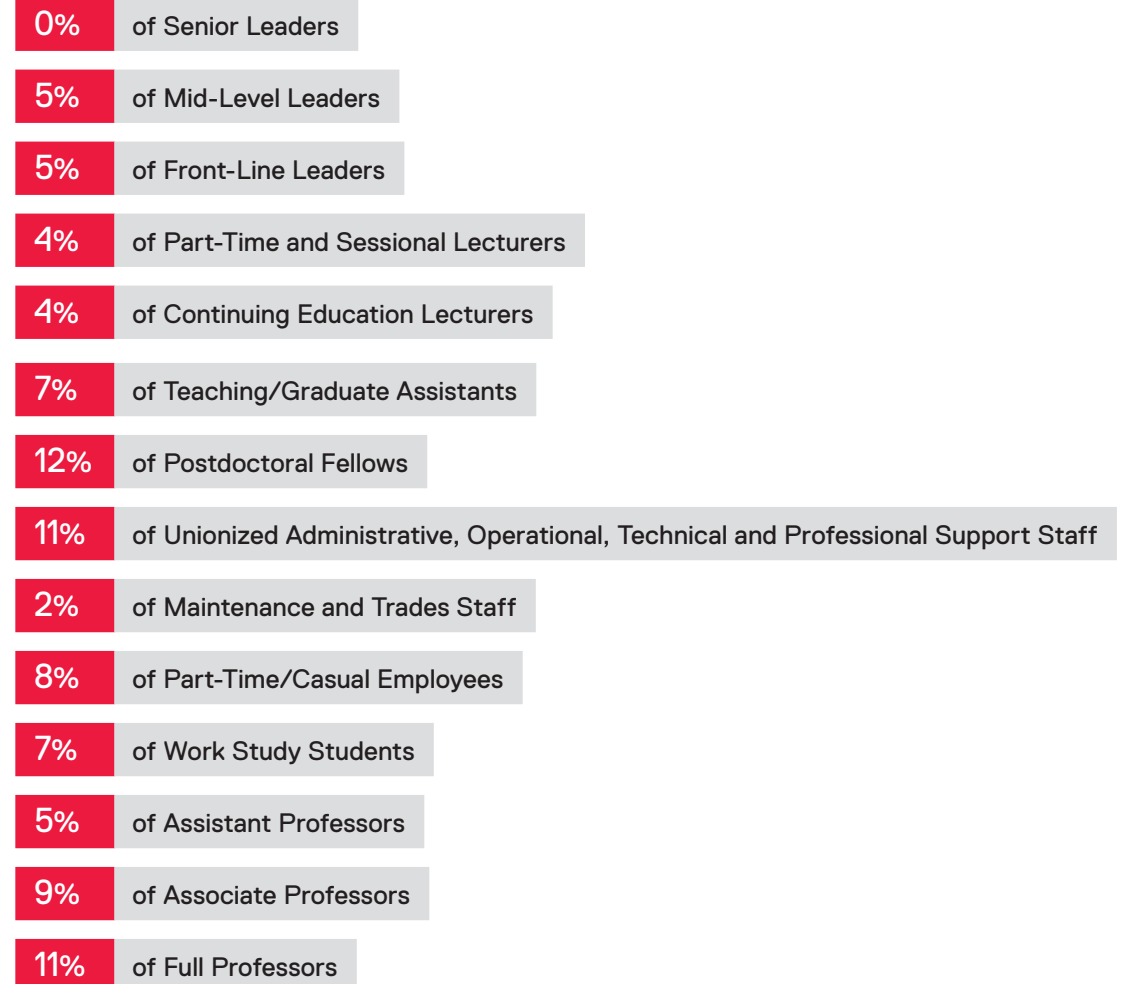 0% of Senior Leaders
5% of Mid-Level Leaders
5% of Front-Line Leaders
4% of Part-Time and Sessional Lecturers
4% of Continuing Education Lecturers
7% of Teaching/Graduate Assistants
12% of Postdoctoral Fellows
11% of Unionized Administrative, Operational, Technical and Professional Support Staff
2% of Maintenance and Trades Staff
8% of Part-Time/Casual Employees
7% of Work Study Students
5% of Assistant Professors
9% of Associate Professors
11% of Full Professors